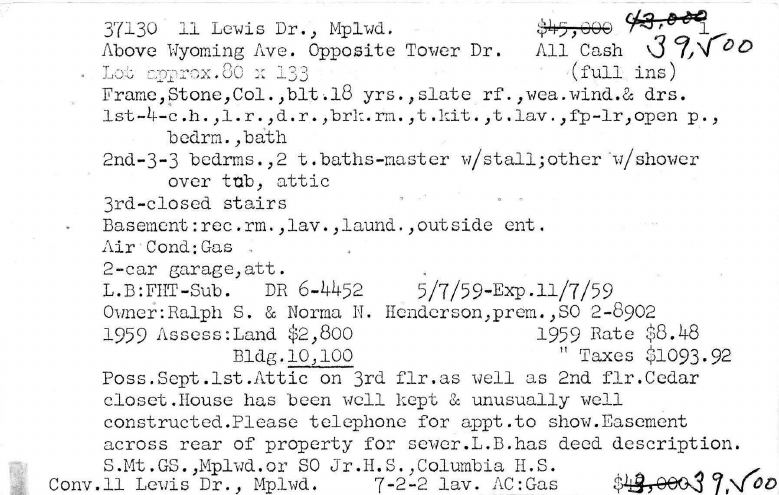 37130 11 Lewis Dr., Mplwd. $45,000 43,000 1
Above Wyoming Ave. Opposite Tower Dr. All Cash 39,500
Lot approx.80 x 133 (full ins)
Frame,Stone,Col.,blt.18 yrs.,slate rf.,wea.wind.& drs.
1st-4-c.h.,l.r.,d.r.,brk.rm.,t.kit.,t.lav.,fp-lr,open p.,
bedrm.,bath
2nd-3-3 bedrms.,2 t.baths-master w/stall;other w/shower
over tub, attic
3rd-closed stairs
Basement:rec.rm.,lav.,laund.,outside ent.
Air Cond:Gas
2-car garage,att.
L.B:FHT-Sub. DR 6-4452 5/7/59-Exp.11/7/59
Owner:Ralph S. & Norma N. Henderson,prem.,SO 2-8902
1959 Assess:Land $2,800 1959 Rate $8.48
Bldg.10,100 " Taxes $1093.92
Poss.Sept.1st.Attic on 3rd flr.as well as 2nd flr.Cedar
closet.House has been well kept & unusually well
constructed.Please telephone for appt.to show.Easement
across rear of property for sewer.L.B.has deed description.
S.Mt.GS.,Mplwd.or SO Jr.H.S.,Columbia H.S.
Conv.11 Lewis Dr., Mplwd. 7-2-2 lav. AC:Gas 39,500